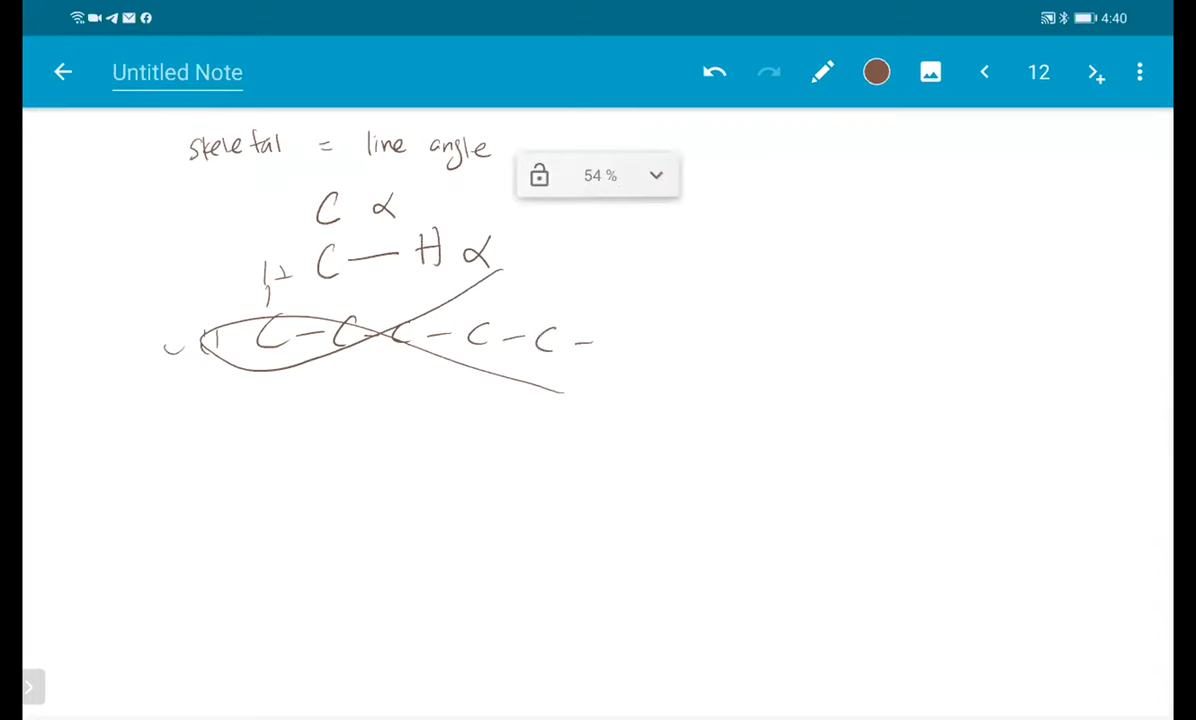 4:40
Untitled Note
12
skeletal = line angle
54 %
C α
C — H α
H
H C - C - C - C - C -